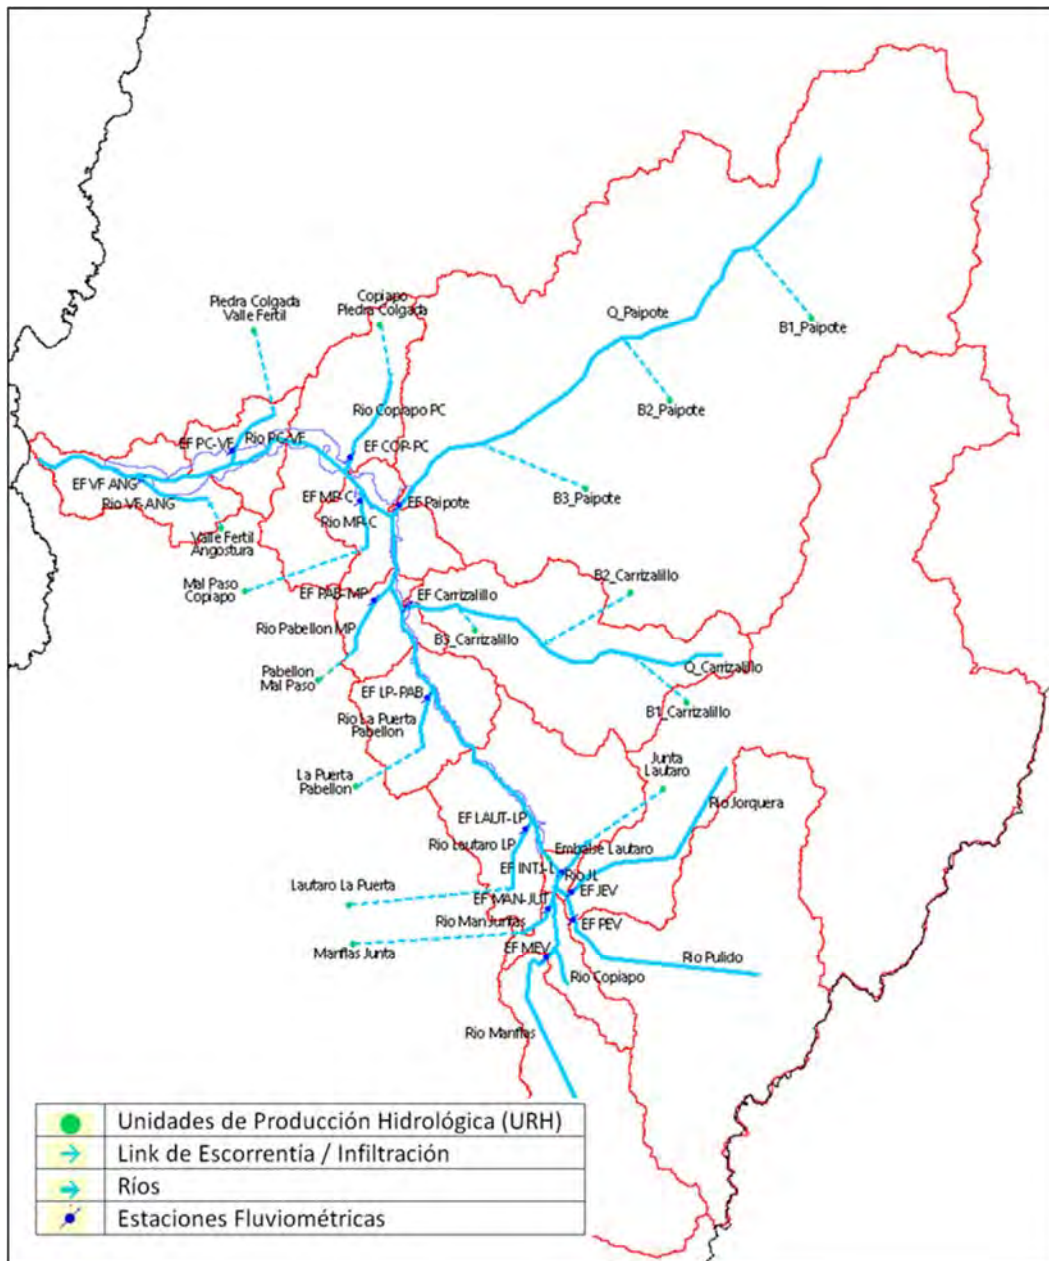 Copiapo
Piedra Colgada
Piedra Colgada
Valle Fertil
Q_Paipote
B1_Paipote
B2_Paipote
Rio Copiapo PC
EF PC-VF
Rio PC-VF
EF COP-PC
EF VF ANG
Rio VF-ANG
EF MP-C
EF Paipote
B3_Paipote
Rio MP-C
Valle Fertil
Angostura
Mal Paso
Copiapo
EF PAB-MP
EF Carrizalillo
B2_Carrizalillo
Rio Pabellon MP
B3_Carrizalillo
Pabellon
Mal Paso
Q_Carrizalillo
EF LP-PAB
B1_Carrizalillo
Rio La Puerta
Pabellon
La Puerta
Pabellon
Junta
Lautaro
Rio Jorquera
EF LAUT-LP
Rio Lautaro LP
Embalse Lautaro
EF INTJ-L
Rio JL
Lautaro La Puerta
EF MAN-JUT
EF JEV
Rio Man Juntas
EF PEV
Manflas Junta
EF MEV
Rio Pulido
Rio Copiapo
Rio Manflas
Unidades de Producción Hidrológica (URH)
Link de Escorrentía / Infiltración
Ríos
Estaciones Fluviométricas